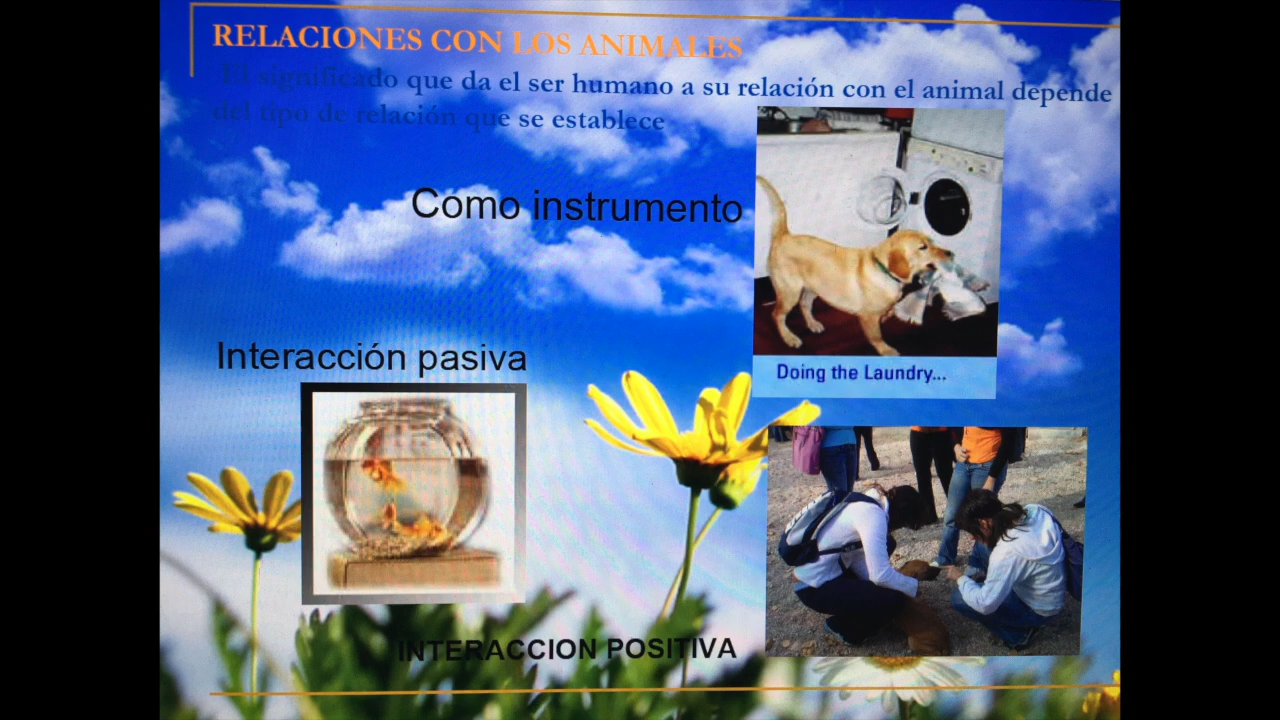 RELACIONES CON LOS ANIMALES
El significado que da el ser humano a su relación con el animal depende
del tipo de relación que se establece
Como instrumento
Doing the Laundry...
Interacción pasiva
INTERACCION POSITIVA